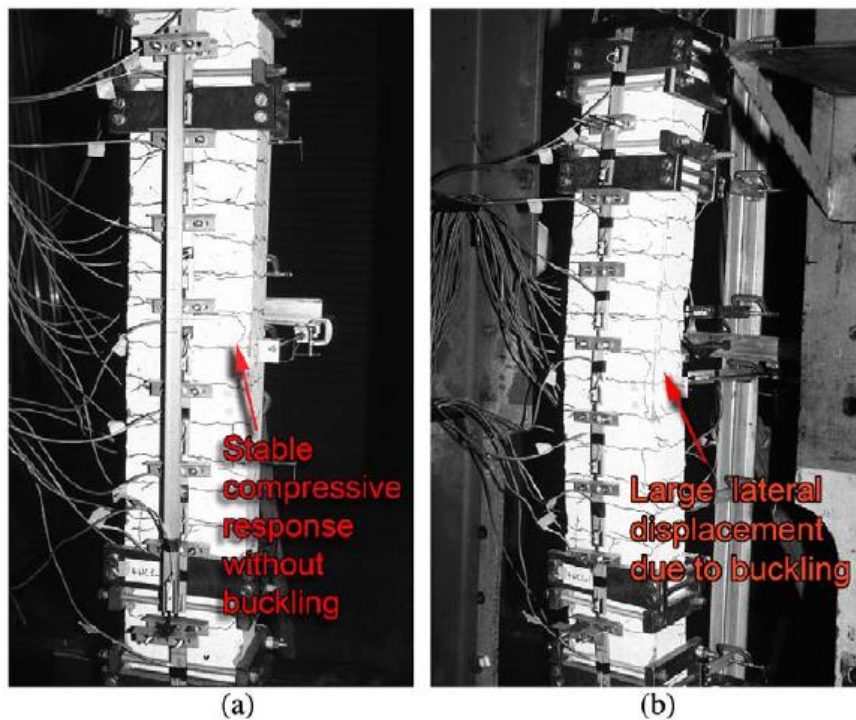 Stable
compressive
response
without
buckling
Large lateral
displacement
due to buckling
(a)
(b)